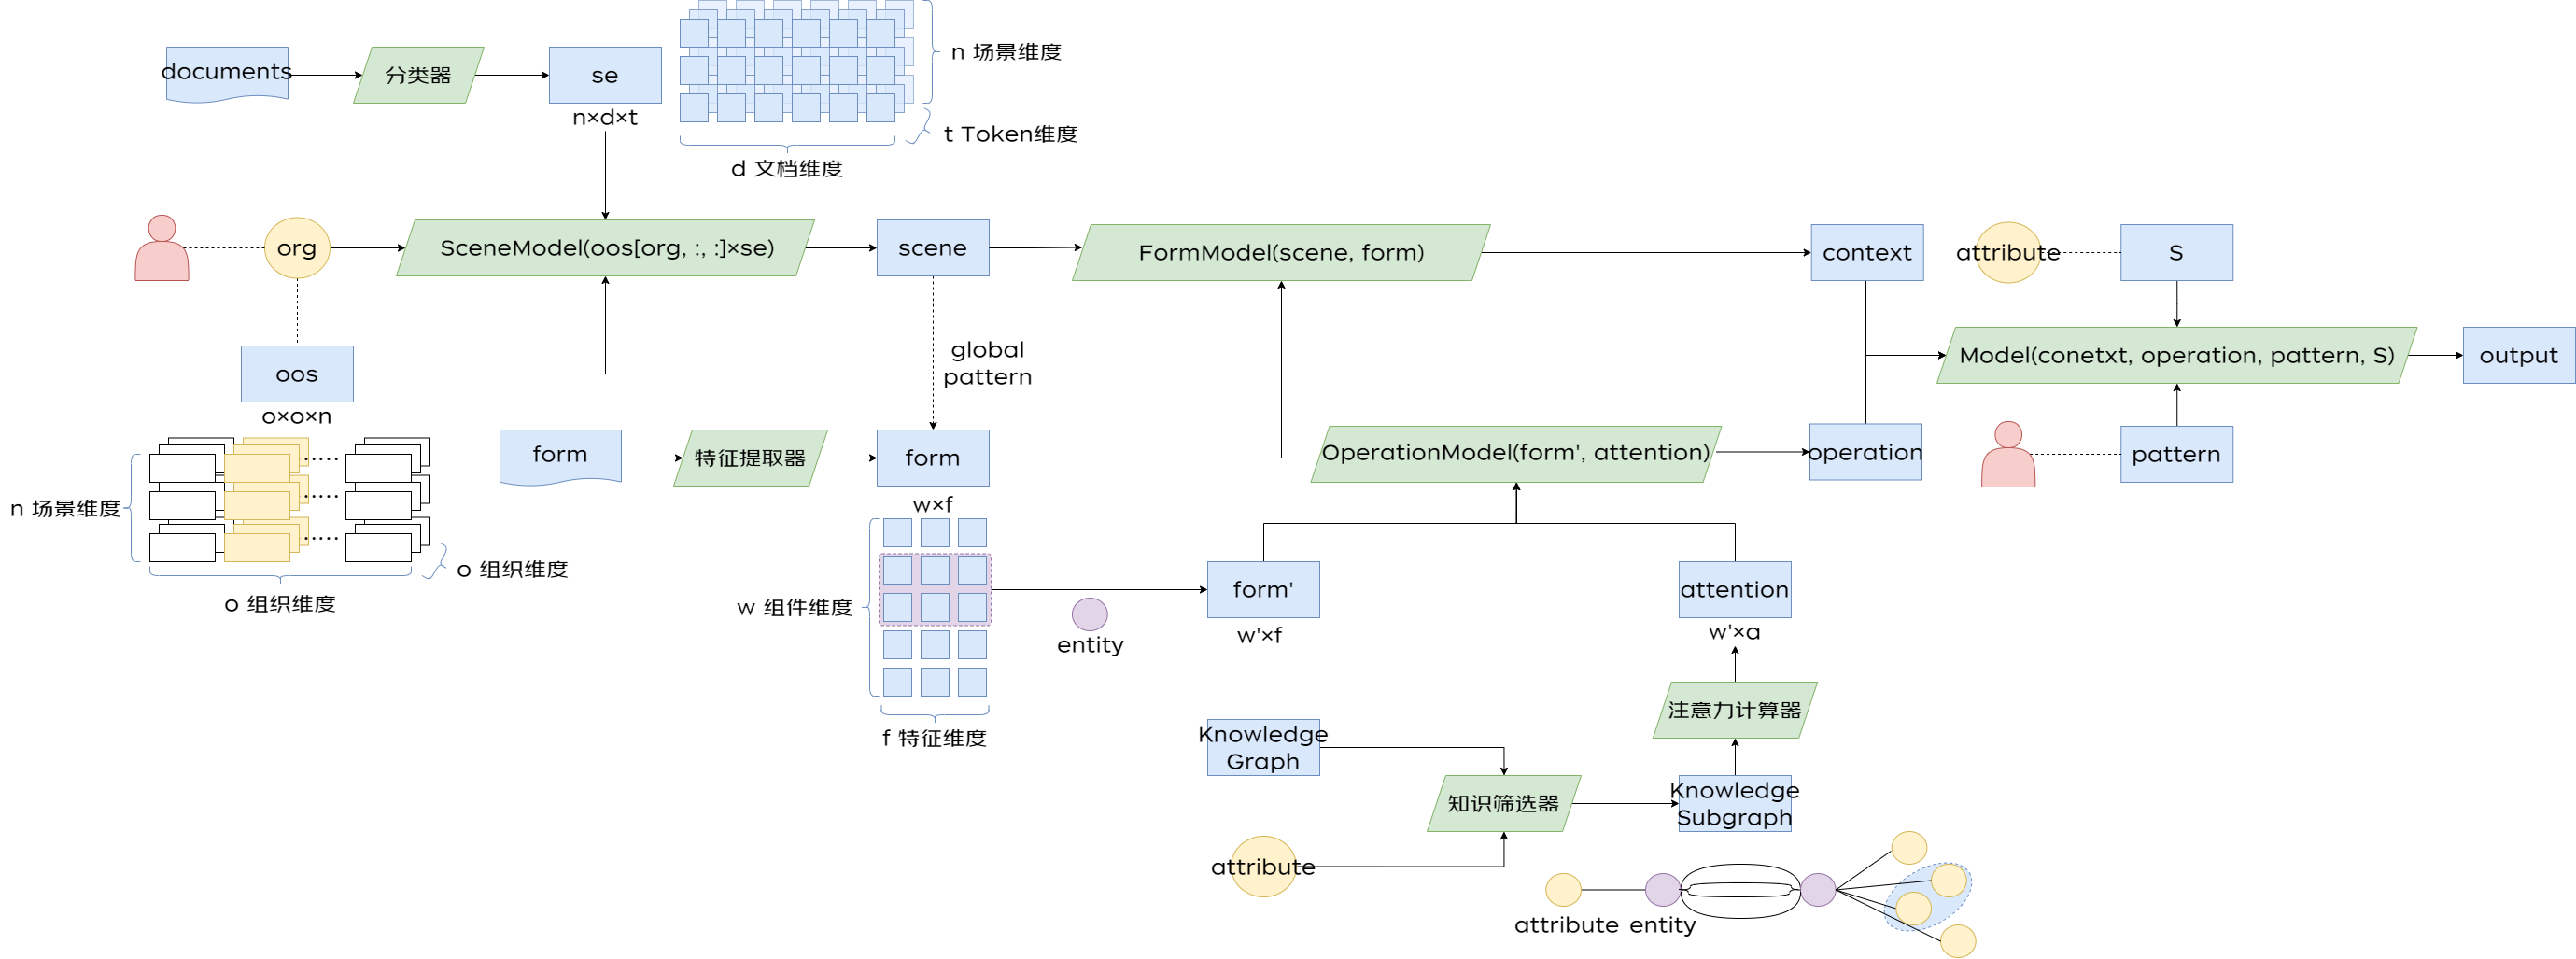 documents
分类器
se
n×d×t
n 场景维度
t Token维度
d 文档维度
org
SceneModel(oos[org, :, :]×se)
scene
FormModel(scene, form)
context
attribute
S
oos
o×o×n
global
pattern
Model(conetxt, operation, pattern, S)
output
form
特征提取器
form
w×f
OperationModel(form', attention)
operation
pattern
n 场景维度
o 组织维度
o 组织维度
w 组件维度
f 特征维度
entity
form'
w'×f
attention
w'×a
注意力计算器
Knowledge
Graph
知识筛选器
Knowledge
Subgraph
attribute
attribute
entity